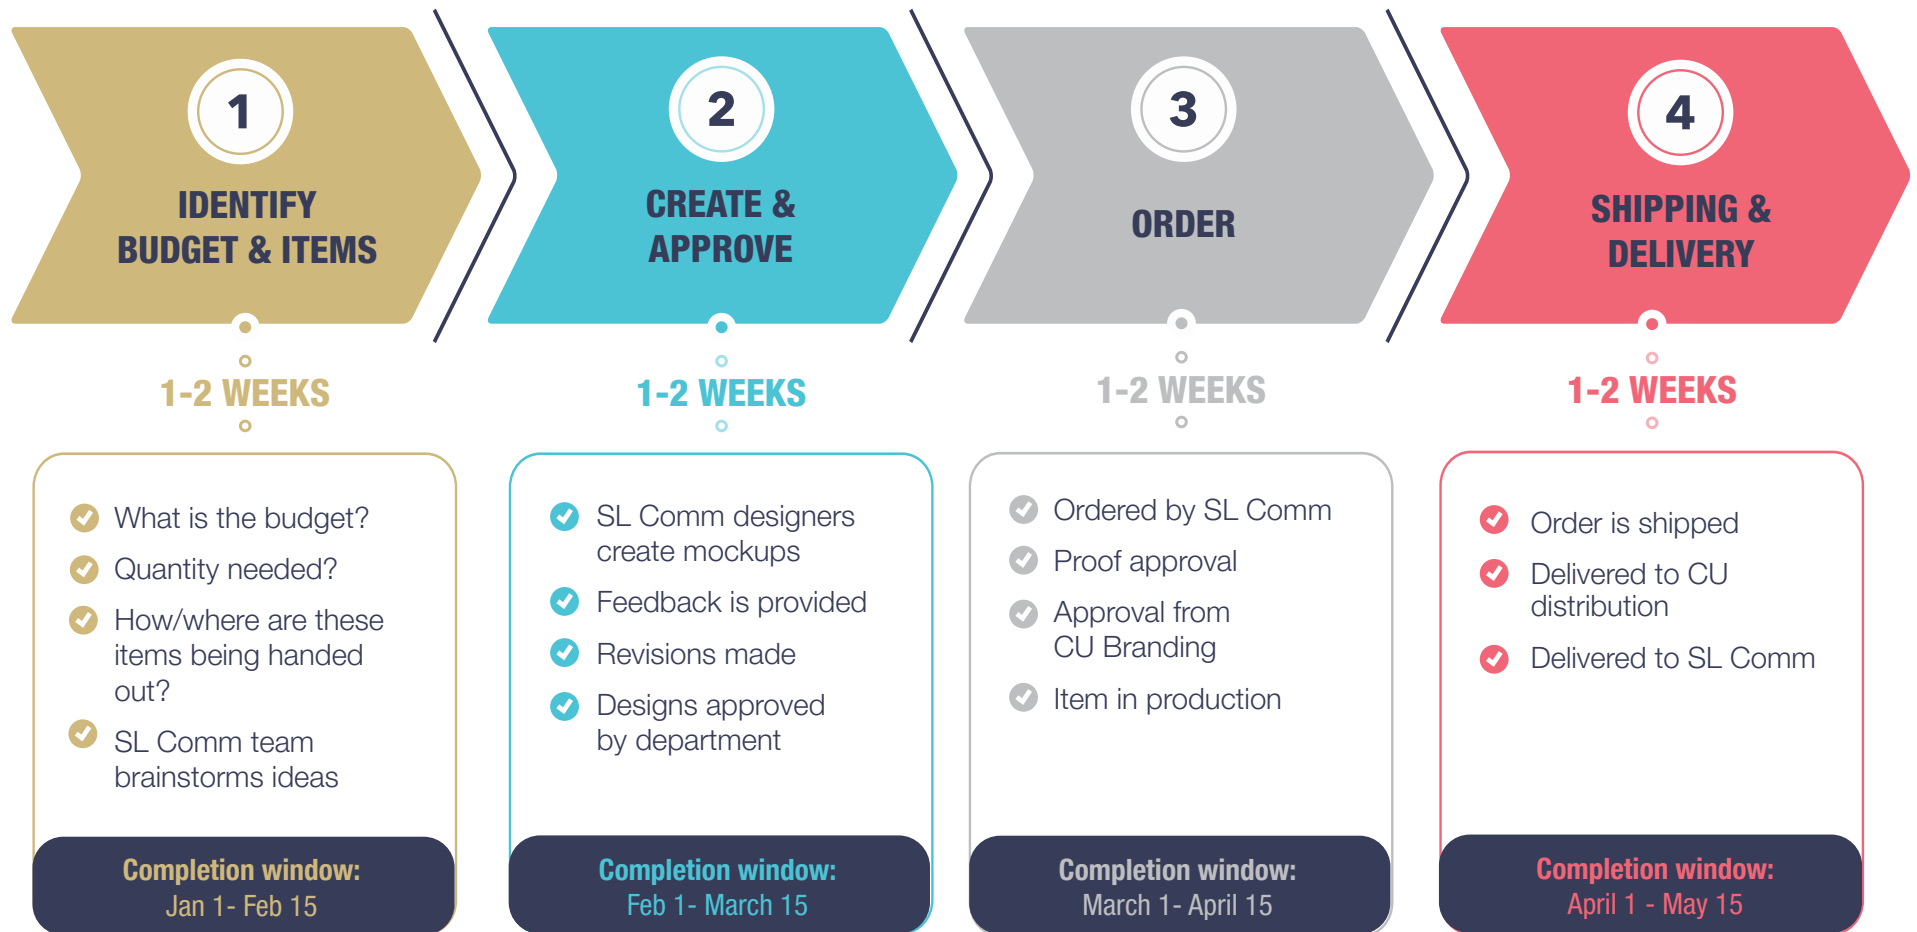 1
IDENTIFY
BUDGET & ITEMS
1-2 WEEKS
What is the budget?
Quantity needed?
How/where are these
items being handed
out?
SL Comm team
brainstorms ideas
Completion window:
Jan 1- Feb 15
2
CREATE &
APPROVE
1-2 WEEKS
SL Comm designers
create mockups
Feedback is provided
Revisions made
Designs approved
by department
Completion window:
Feb 1- March 15
3
ORDER
1-2 WEEKS
Ordered by SL Comm
Proof approval
Approval from
CU Branding
Item in production
Completion window:
March 1- April 15
4
SHIPPING &
DELIVERY
1-2 WEEKS
Order is shipped
Delivered to CU
distribution
Delivered to SL Comm
Completion window:
April 1 - May 15